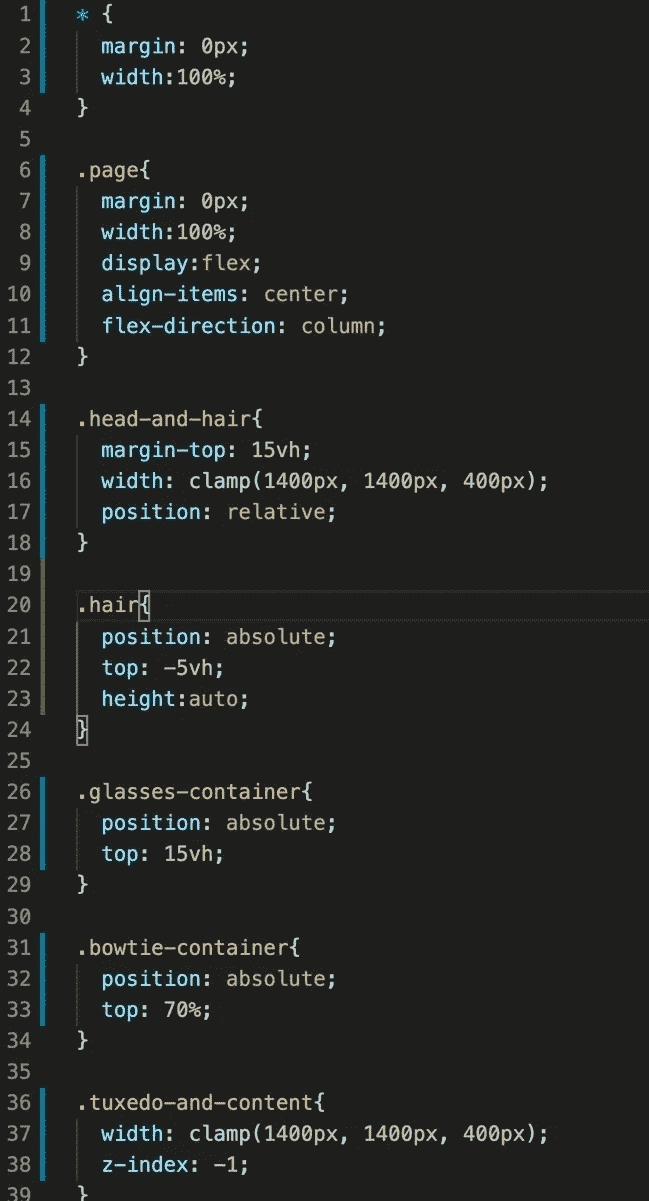 1 * {
2 margin: 0px;
3 width:100%;
4 }
5
6 .page{
7 margin: 0px;
8 width:100%;
9 display:flex;
10 align-items: center;
11 flex-direction: column;
12 }
13
14 .head-and-hair{
15 margin-top: 15vh;
16 width: clamp(1400px, 1400px, 400px);
17 position: relative;
18 }
19
20 .hair{
21 position: absolute;
22 top: -5vh;
23 height:auto;
24 }
25
26 .glasses-container{
27 position: absolute;
28 top: 15vh;
29 }
30
31 .bowtie-container{
32 position: absolute;
33 top: 70%;
34 }
35
36 .tuxedo-and-content{
37 width: clamp(1400px, 1400px, 400px);
38 z-index: -1;
39 }